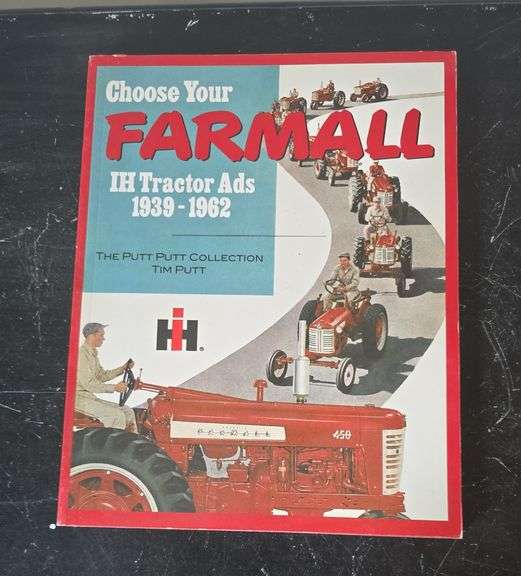 Choose Your
FARMALL
IH Tractor Ads
1939 - 1962
THE PUTT PUTT COLLECTION
TIM PUTT
IH®
FARMALL
450